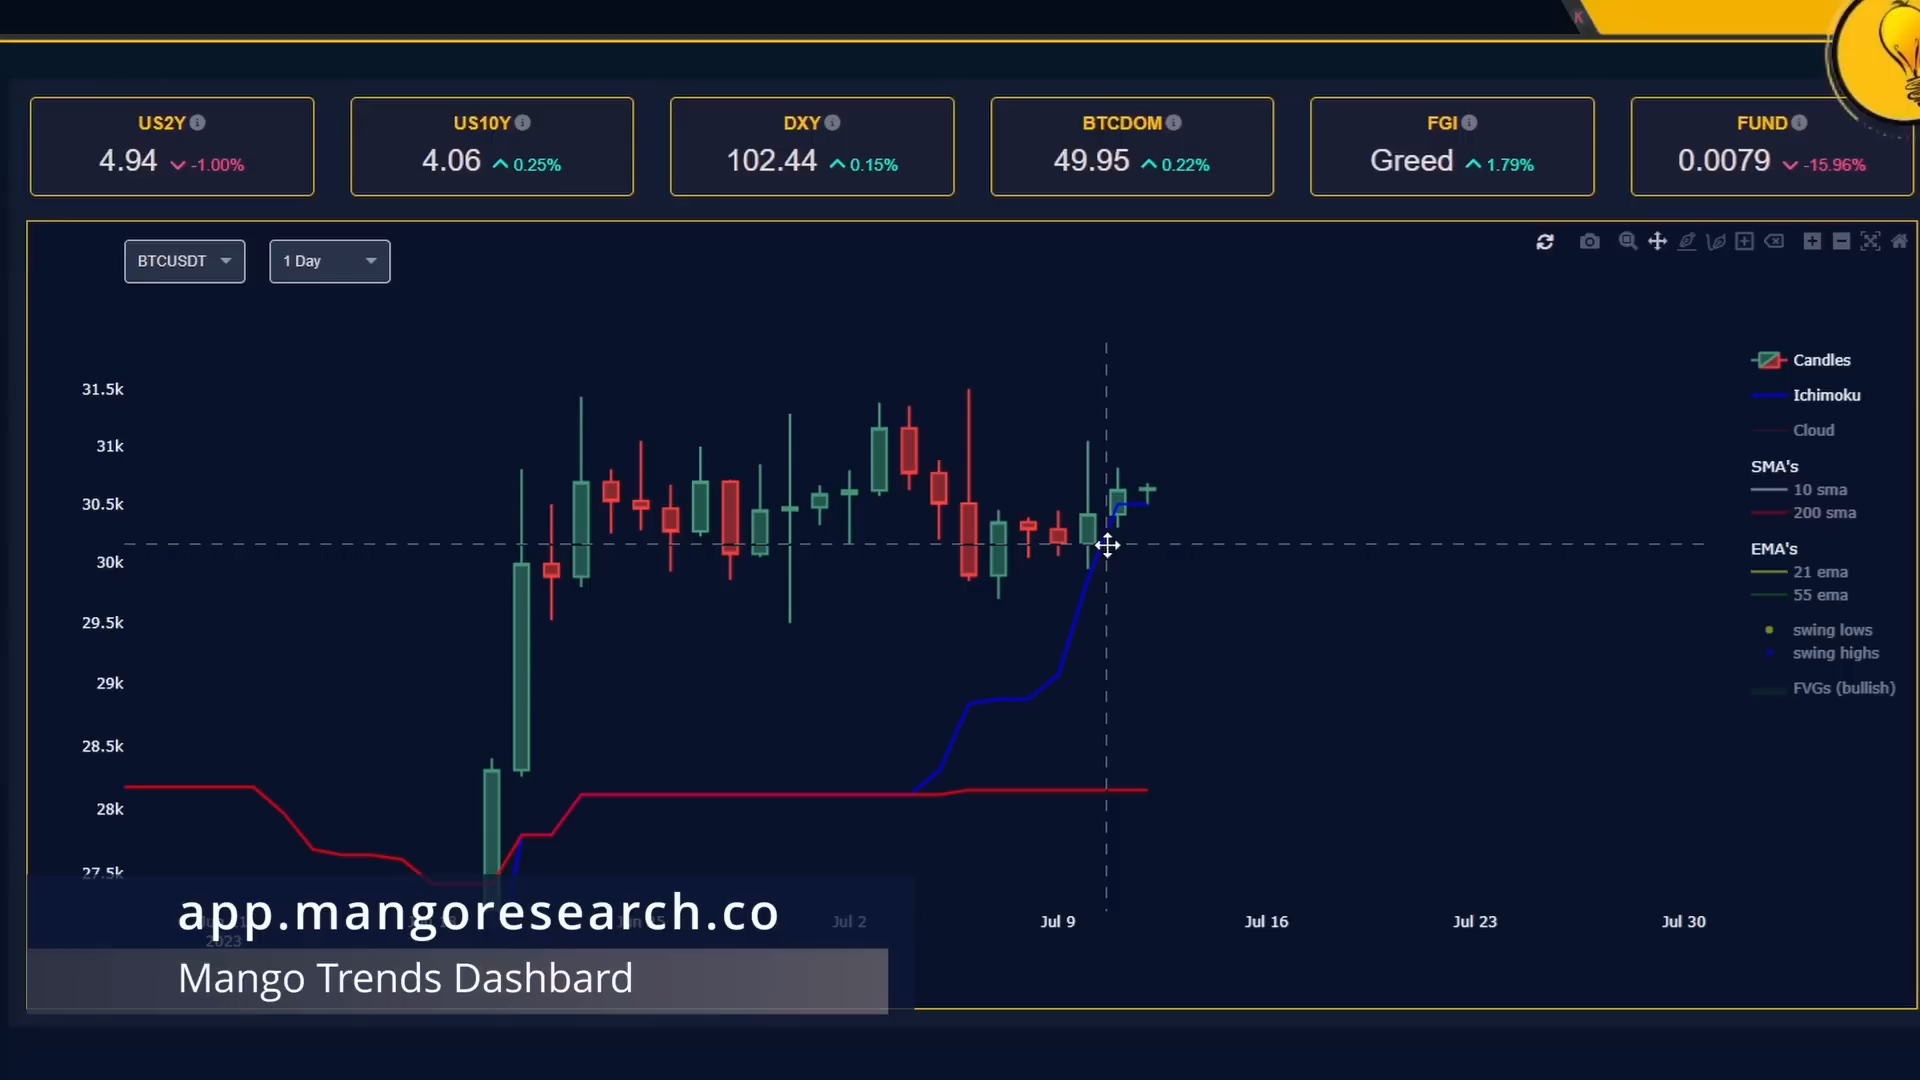 K
US2Y US10Y DXY BTCDOM FGI FUND
4.94 -1.00% 4.06 0.25% 102.44 0.15% 49.95 0.22% Greed 1.79% 0.0079 -15.96%
BTCUSDT 1 Day
Candles
Ichimoku
Cloud
SMA's
10 sma
200 sma
EMA's
21 ema
55 ema
swing lows
swing highs
FVGs (bullish)
31.5k
31k
30.5k
30k
29.5k
29k
28.5k
28k
27.5k
Jul 2 Jul 9 Jul 16 Jul 23 Jul 30
2023
app.mangoresearch.co
Mango Trends Dashbard